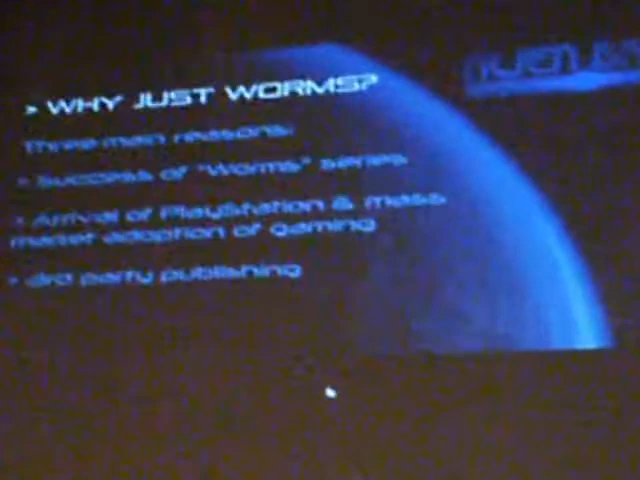 > WHY JUST WORMS?
Three main reasons:
> Success of "Worms" series
> Arrival of PlayStation & mass
market adoption of gaming
> 3rd party publishing